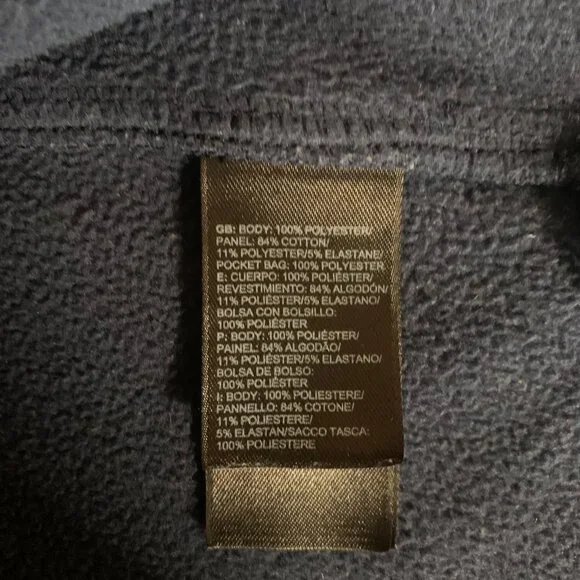 GB: BODY: 100% POLYESTER/
PANEL: 84% COTTON/
11% POLYESTER/5% ELASTANE/
POCKET BAG: 100% POLYESTER
E: CUERPO: 100% POLIÉSTER/
REVESTIMIENTO: 84% ALGODÓN/
11% POLIÉSTER/5% ELASTANO/
BOLSA CON BOLSILLO:
100% POLIÉSTER
P: BODY: 100% POLIÉSTER/
PAINEL: 84% ALGODÃO/
11% POLIÉSTER/5% ELASTANO/
BOLSA DE BOLSO:
100% POLIÉSTER
I: BODY: 100% POLIESTERE/
PANNELLO: 84% COTONE/
11% POLIESTERE/
5% ELASTAN/SACCO TASCA:
100% POLIESTERE